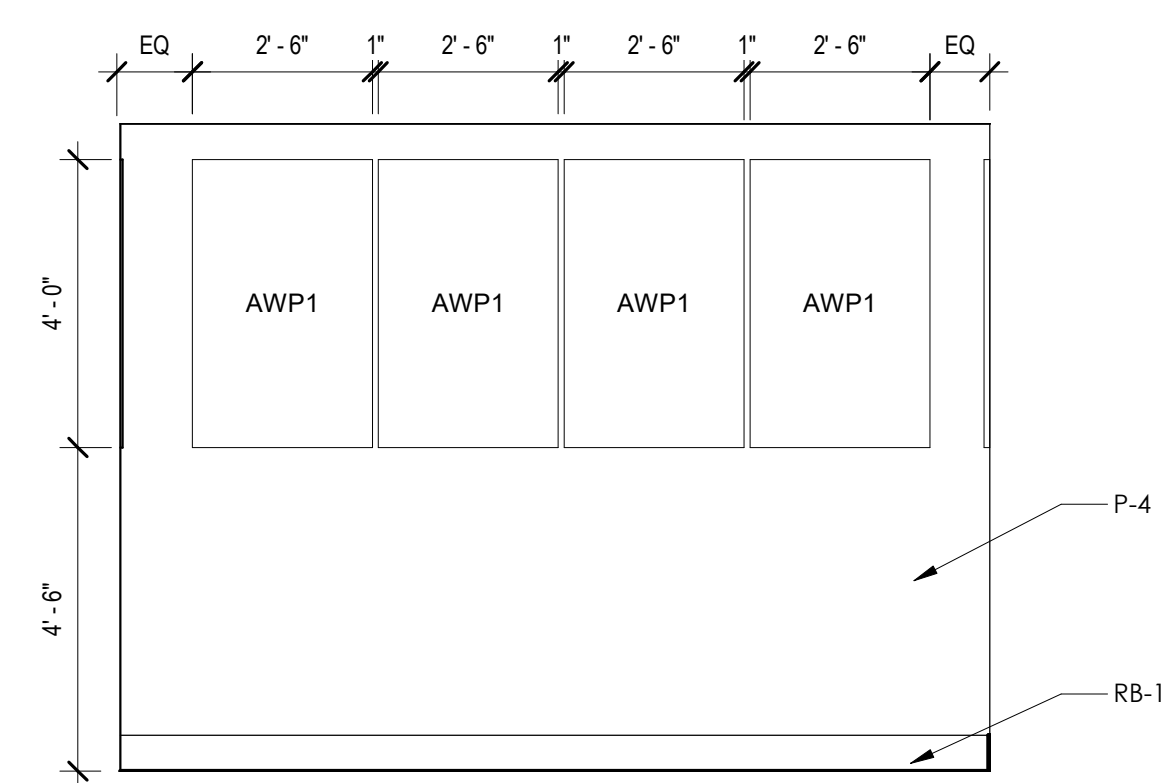 EQ 2' - 6" 1" 2' - 6" 1" 2' - 6" 1" 2' - 6" EQ
4' - 0"
AWP1 AWP1 AWP1 AWP1
P-4
4' - 6"
RB-1